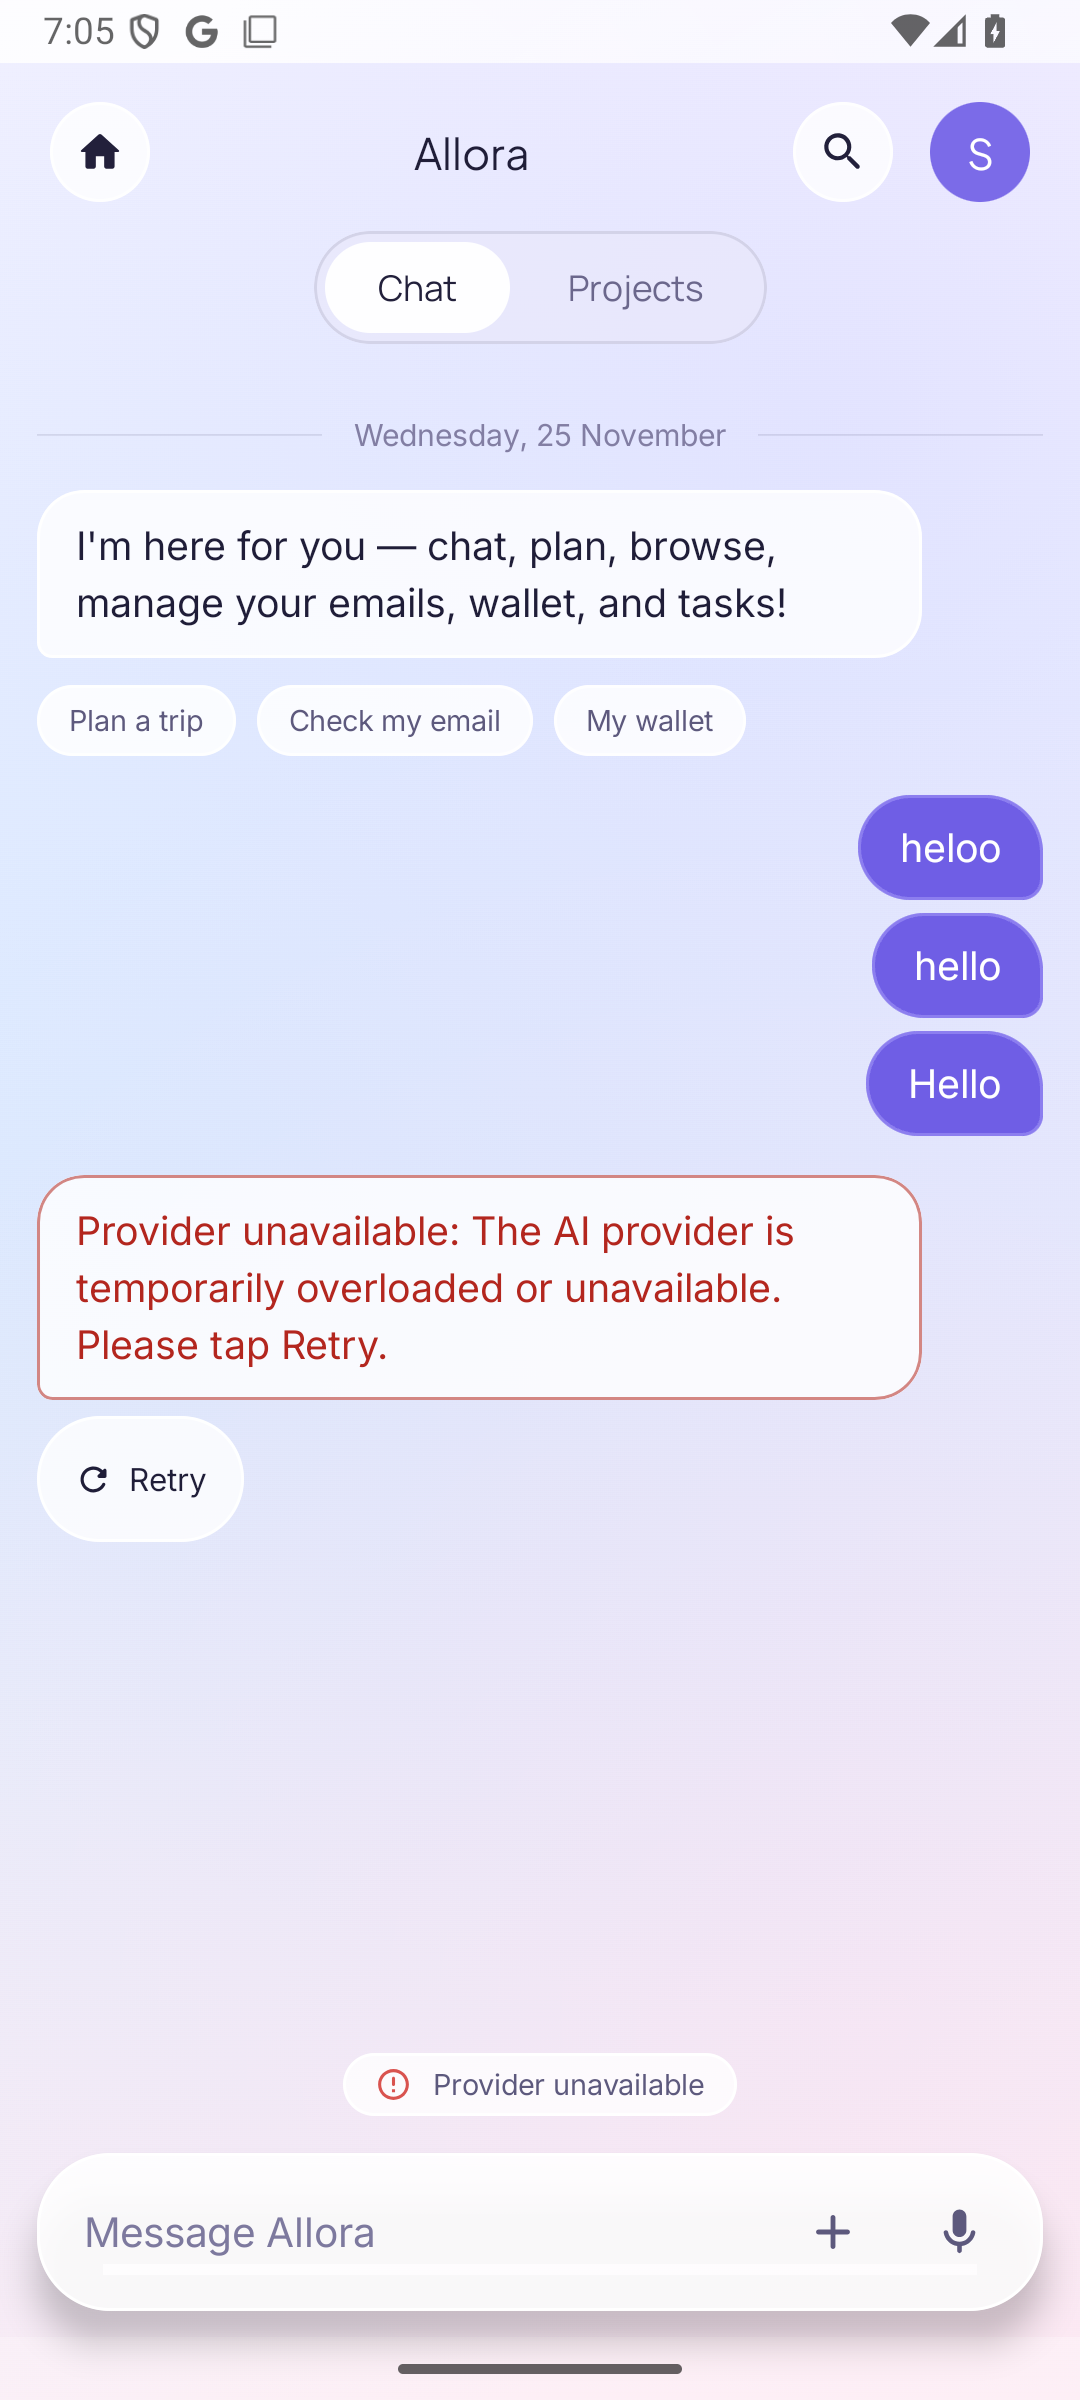 7:05
Allora
S
Chat
Projects
Wednesday, 25 November
I'm here for you — chat, plan, browse,
manage your emails, wallet, and tasks!
Plan a trip
Check my email
My wallet
heloo
hello
Hello
Provider unavailable: The AI provider is
temporarily overloaded or unavailable.
Please tap Retry.
Retry
Provider unavailable
Message Allora